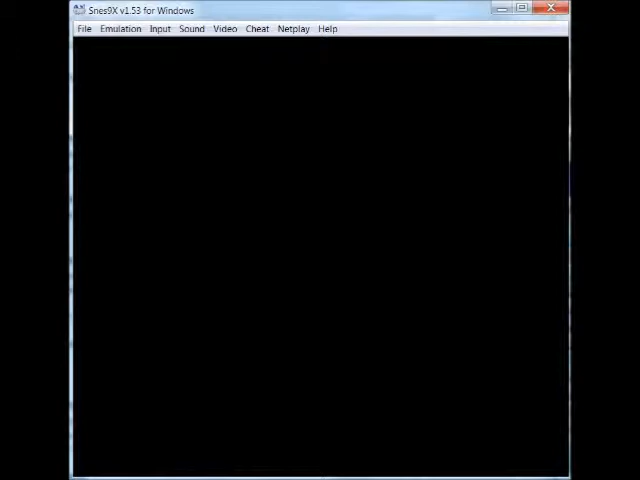 Snes9X v1.53 for Windows
File Emulation Input Sound Video Cheat Netplay Help